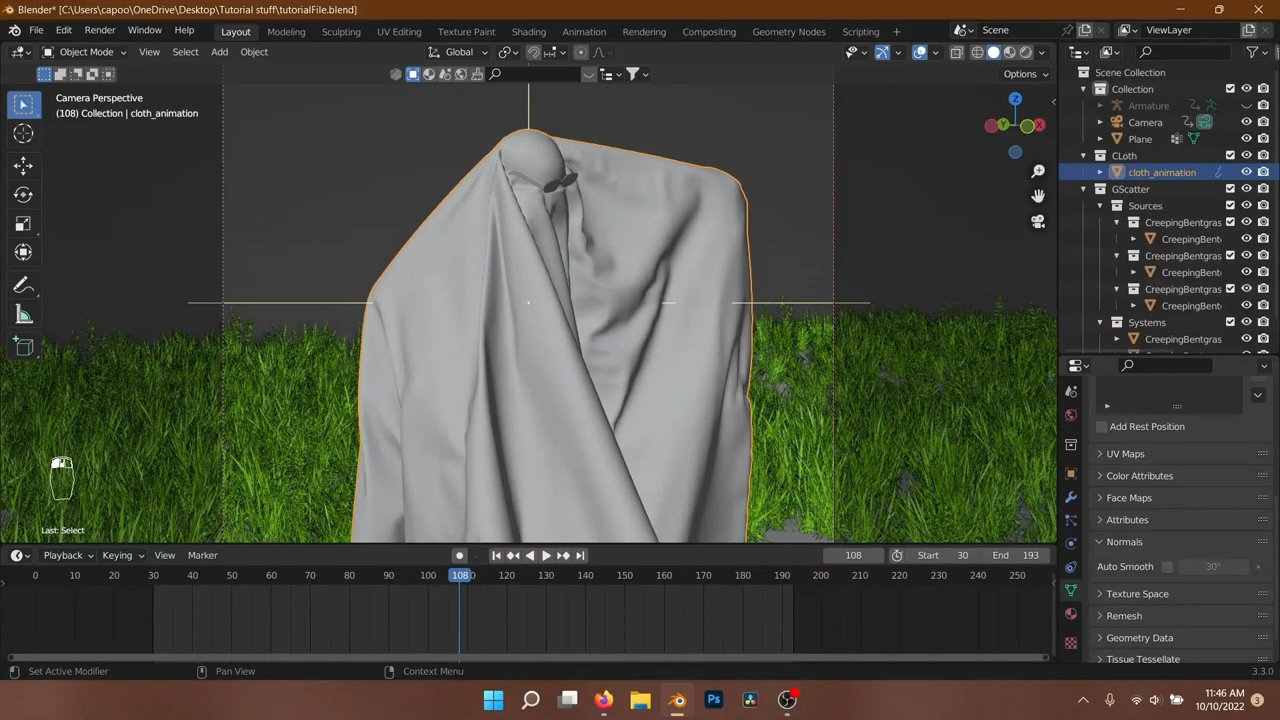 Blender* [C:\Users\capoo\OneDrive\Desktop\Tutorial stuff\tutorialFile.blend]
File Edit Render Window Help Layout Modeling Sculpting UV Editing Texture Paint Shading Animation Rendering Compositing Geometry Nodes Scripting + Scene ViewLayer
Object Mode View Select Add Object Global
Options
Camera Perspective
(108) Collection | cloth_animation
Z
Y
X
Last: Select
Scene Collection
Collection
Armature
Camera
Plane
CLoth
cloth_animation
GScatter
Sources
CreepingBentgras
CreepingBent
CreepingBentgras
CreepingBent
CreepingBentgras
CreepingBent
Systems
CreepingBentgras
Add Rest Position
UV Maps
Color Attributes
Face Maps
Attributes
Normals
Auto Smooth 30°
Texture Space
Remesh
Geometry Data
Tissue Tessellate
Playback Keying View Marker 108 Start 30 End 193
0 10 20 30 40 50 60 70 80 90 100 108 120 130 140 150 160 170 180 190 200 210 220 230 240 250
Set Active Modifier Pan View Context Menu 3.3.0
Ps
11:46 AM
10/10/2022
3